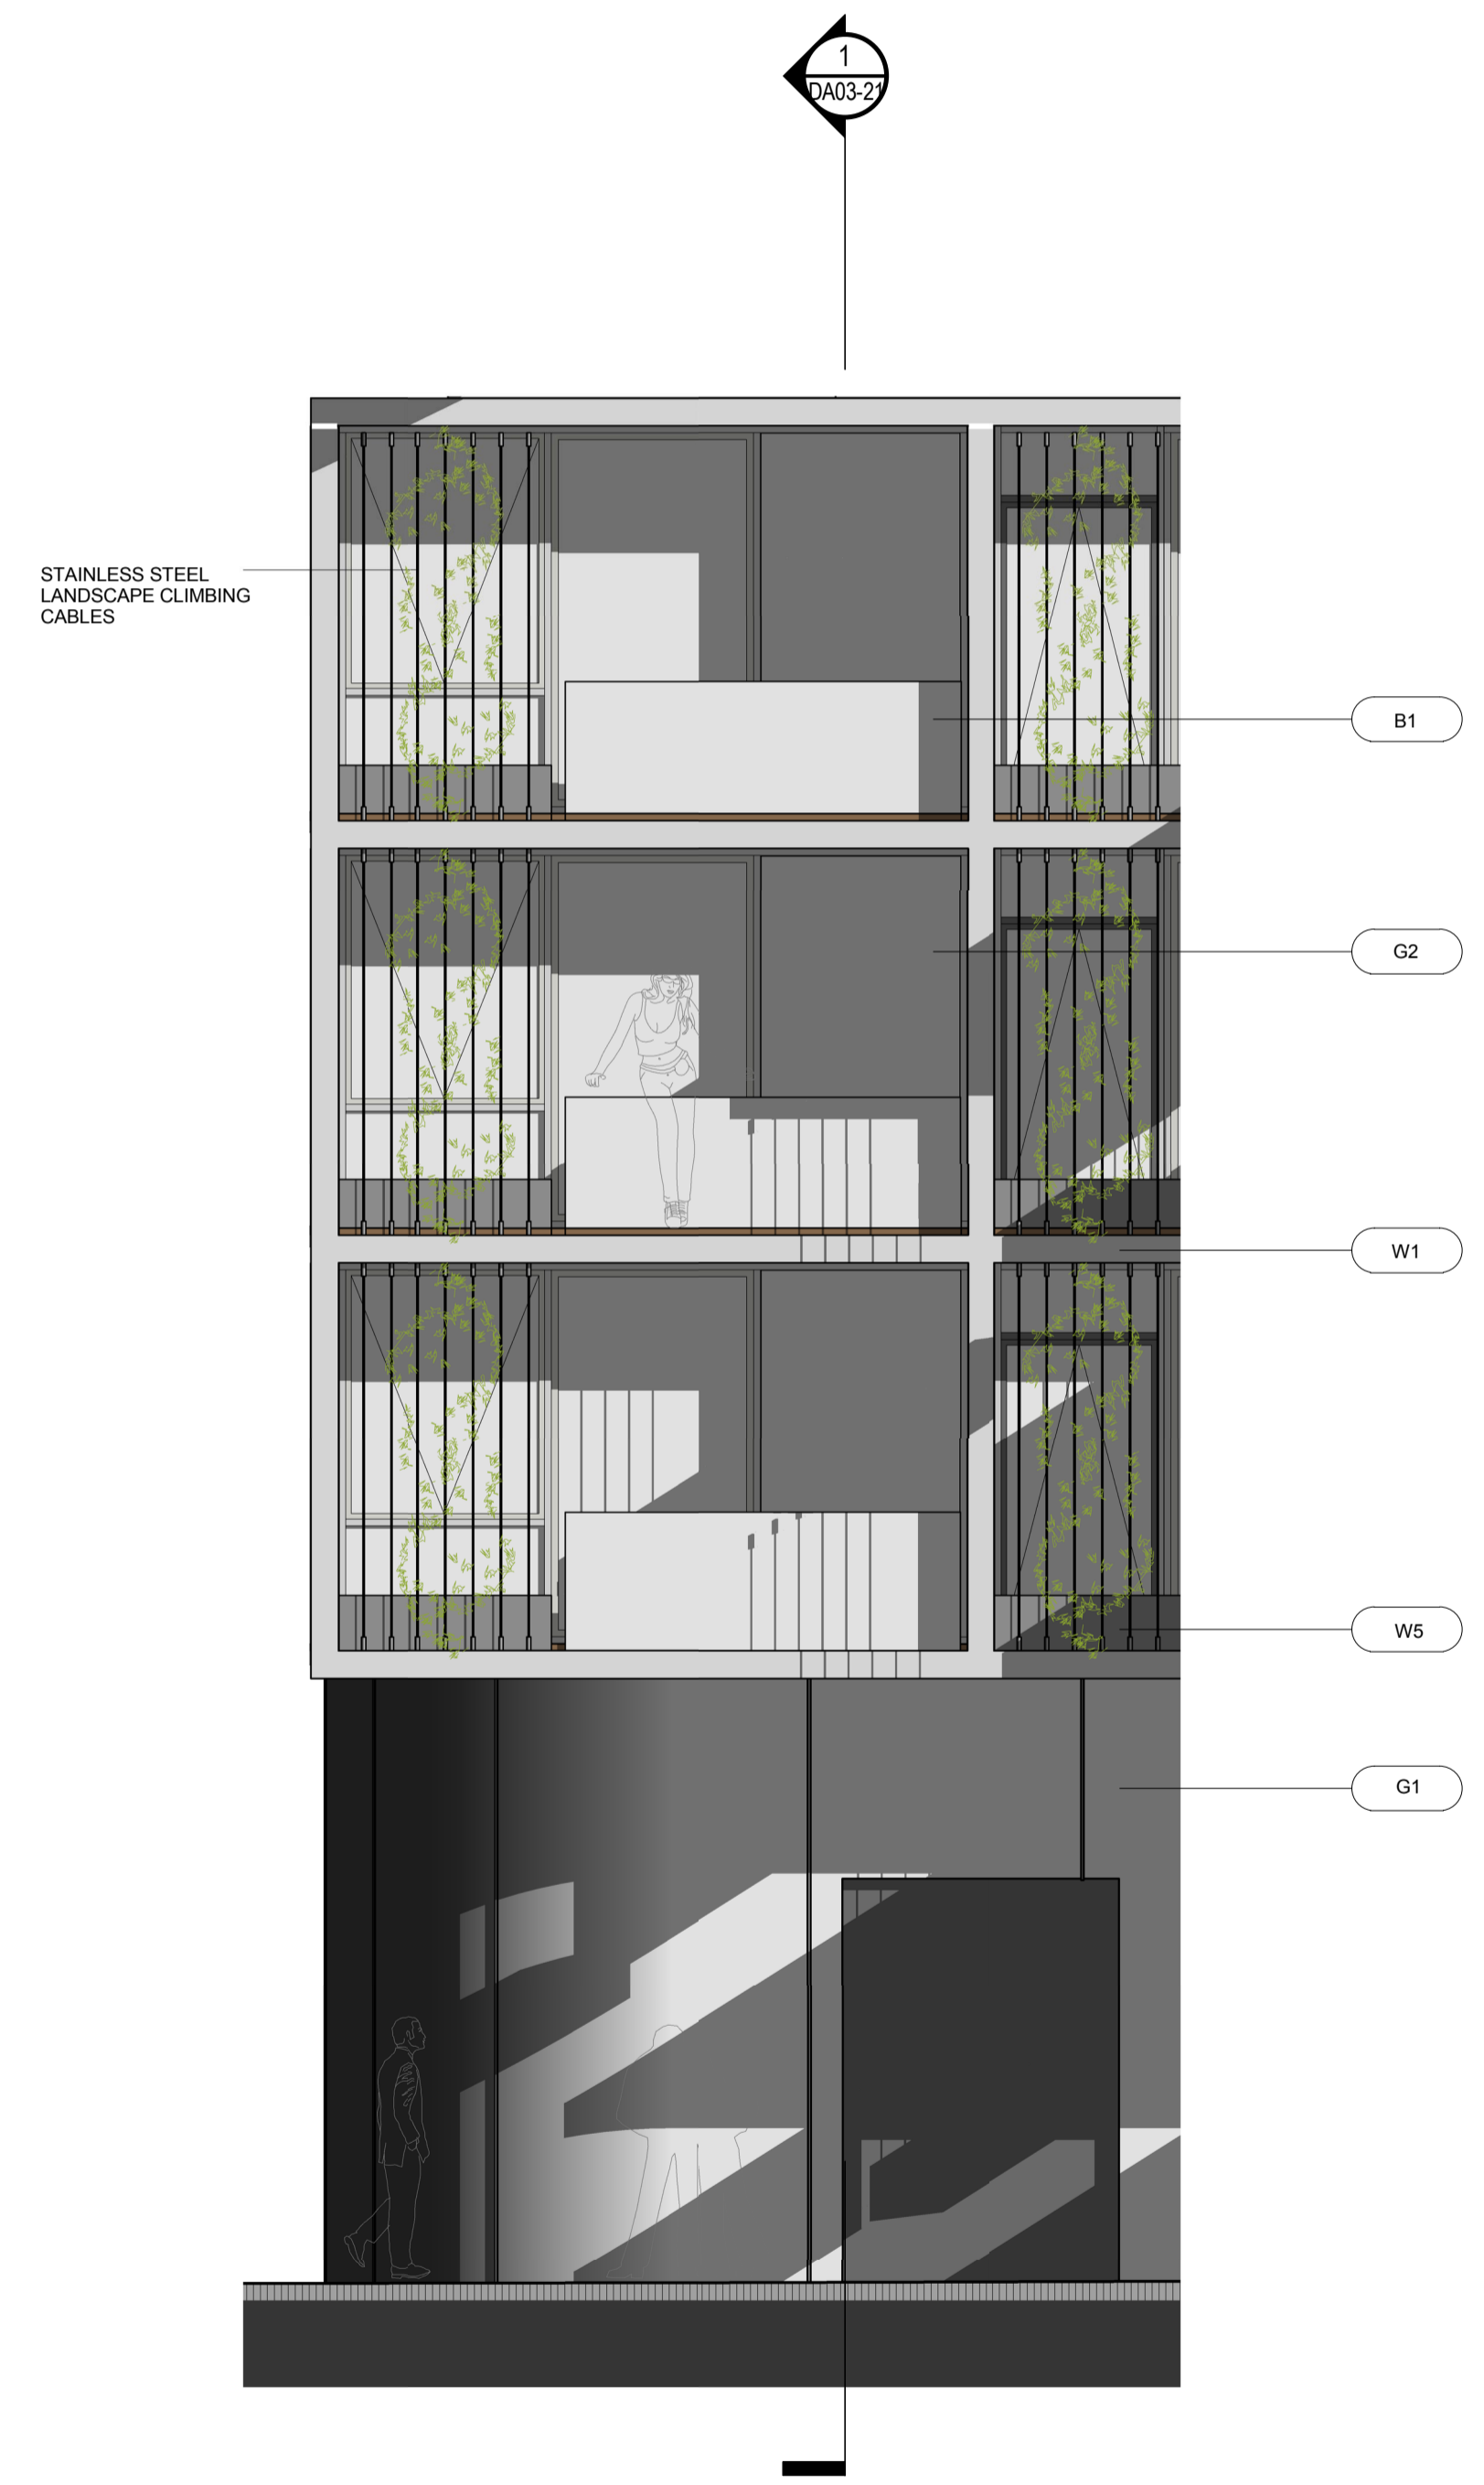 1
DA03-21
STAINLESS STEEL
LANDSCAPE CLIMBING
CABLES
B1
G2
W1
W5
G1